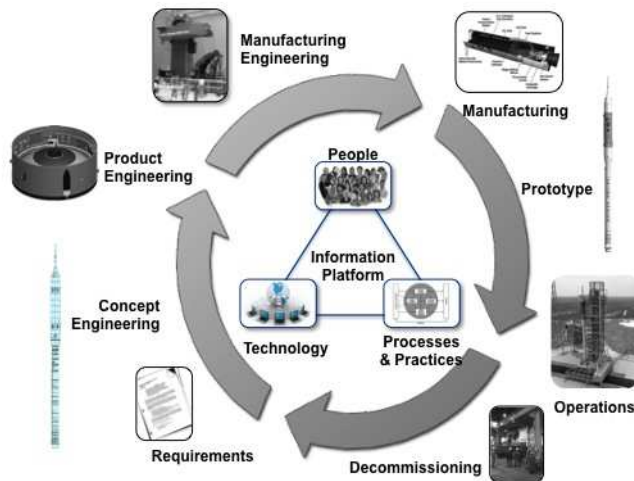 Manufacturing
Engineering
Manufacturing
Product
Engineering
People
Prototype
Information
Platform
Concept
Engineering
Technology
Processes
& Practices
Operations
Requirements
Decommissioning